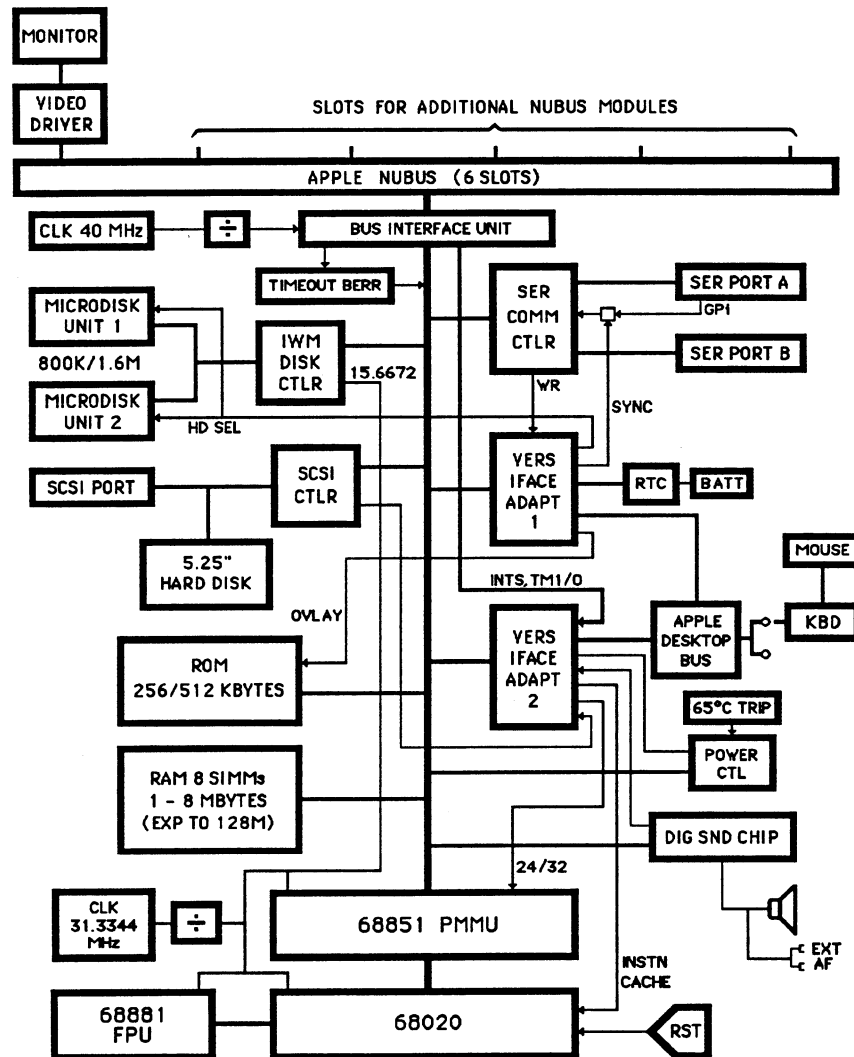 MONITOR
VIDEO
DRIVER
SLOTS FOR ADDITIONAL NUBUS MODULES
APPLE NUBUS (6 SLOTS)
CLK 40 MHz
÷
BUS INTERFACE UNIT
TIMEOUT BERR
SER
COMM
CTLR
SER PORT A
GPi
SER PORT B
MICRODISK
UNIT 1
800K/1.6M
MICRODISK
UNIT 2
IWM
DISK
CTLR
15.6672
HD SEL
WR
SYNC
SCSI PORT
SCSI
CTLR
5.25"
HARD DISK
VERS
IFACE
ADAPT
1
RTC
BATT
MOUSE
KBD
INTS,TM1/0
OVLAY
APPLE
DESKTOP
BUS
ROM
256/512 KBYTES
VERS
IFACE
ADAPT
2
65°C TRIP
POWER
CTL
RAM 8 SIMMs
1 - 8 MBYTES
(EXP TO 128M)
DIG SND CHIP
24/32
CLK
31.3344
MHz
÷
68851 PMMU
EXT
AF
INSTN
CACHE
68881
FPU
68020
RST